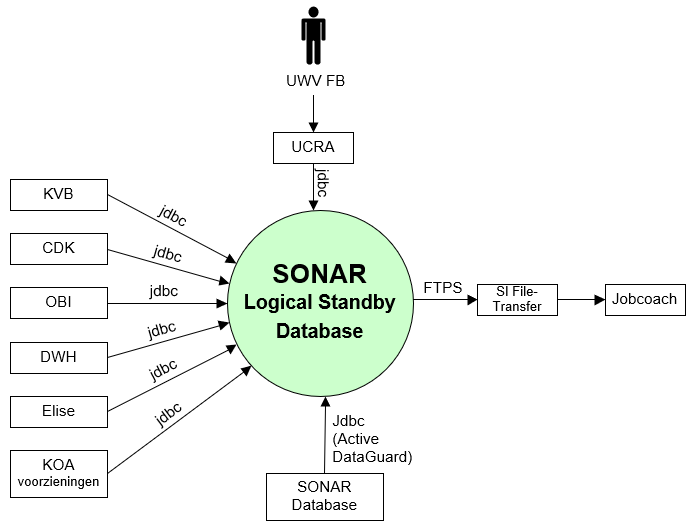 UWV FB
UCRA
jdbc
KVB
jdbc
CDK
jdbc
OBI
jdbc
DWH
jdbc
Elise
jdbc
KOA
voorzieningen
jdbc
SONAR
Logical Standby
Database
FTPS
SI File-
Transfer
Jobcoach
Jdbc
(Active
DataGuard)
SONAR
Database